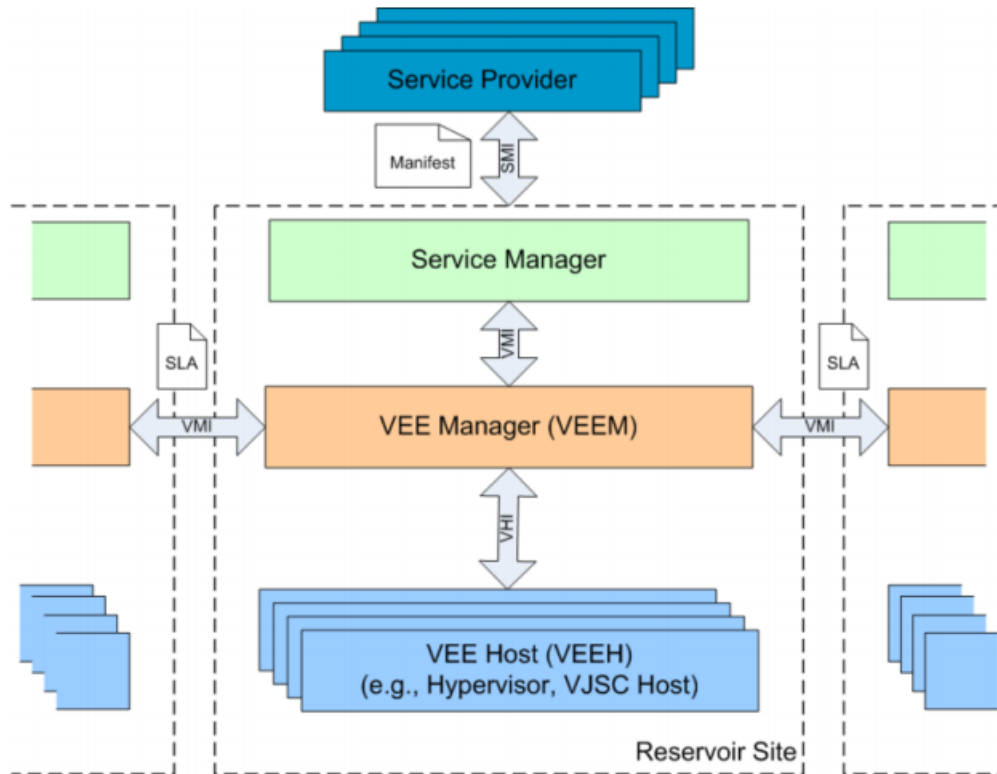 Service Provider
Manifest
SMI
Service Manager
VMI
SLA
SLA
VMI
VEE Manager (VEEM)
VMI
VHI
VEE Host (VEEH)
(e.g., Hypervisor, VJSC Host)
Reservoir Site